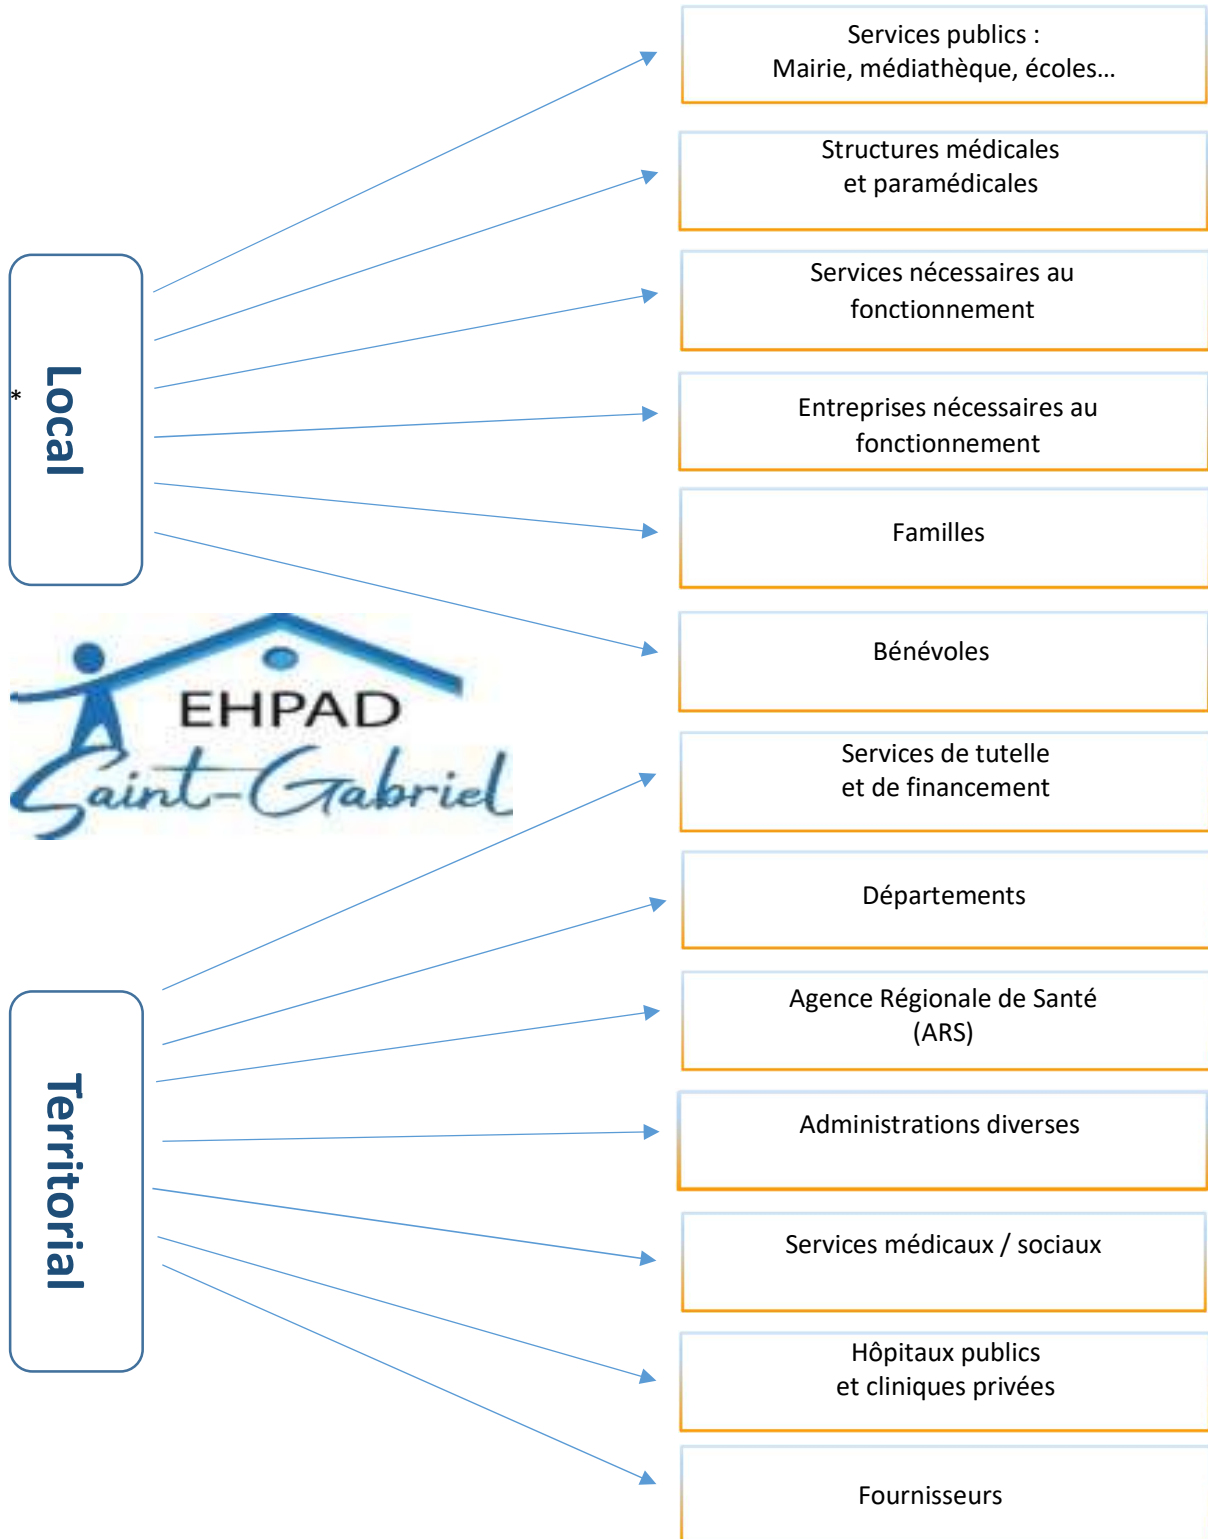 Services publics :
Mairie, médiathèque, écoles…
Structures médicales
et paramédicales
Services nécessaires au
fonctionnement
*
Local
Entreprises nécessaires au
fonctionnement
Familles
Bénévoles
EHPAD
Saint-Gabriel
Services de tutelle
et de financement
Départements
Agence Régionale de Santé
(ARS)
Territorial
Administrations diverses
Services médicaux / sociaux
Hôpitaux publics
et cliniques privées
Fournisseurs